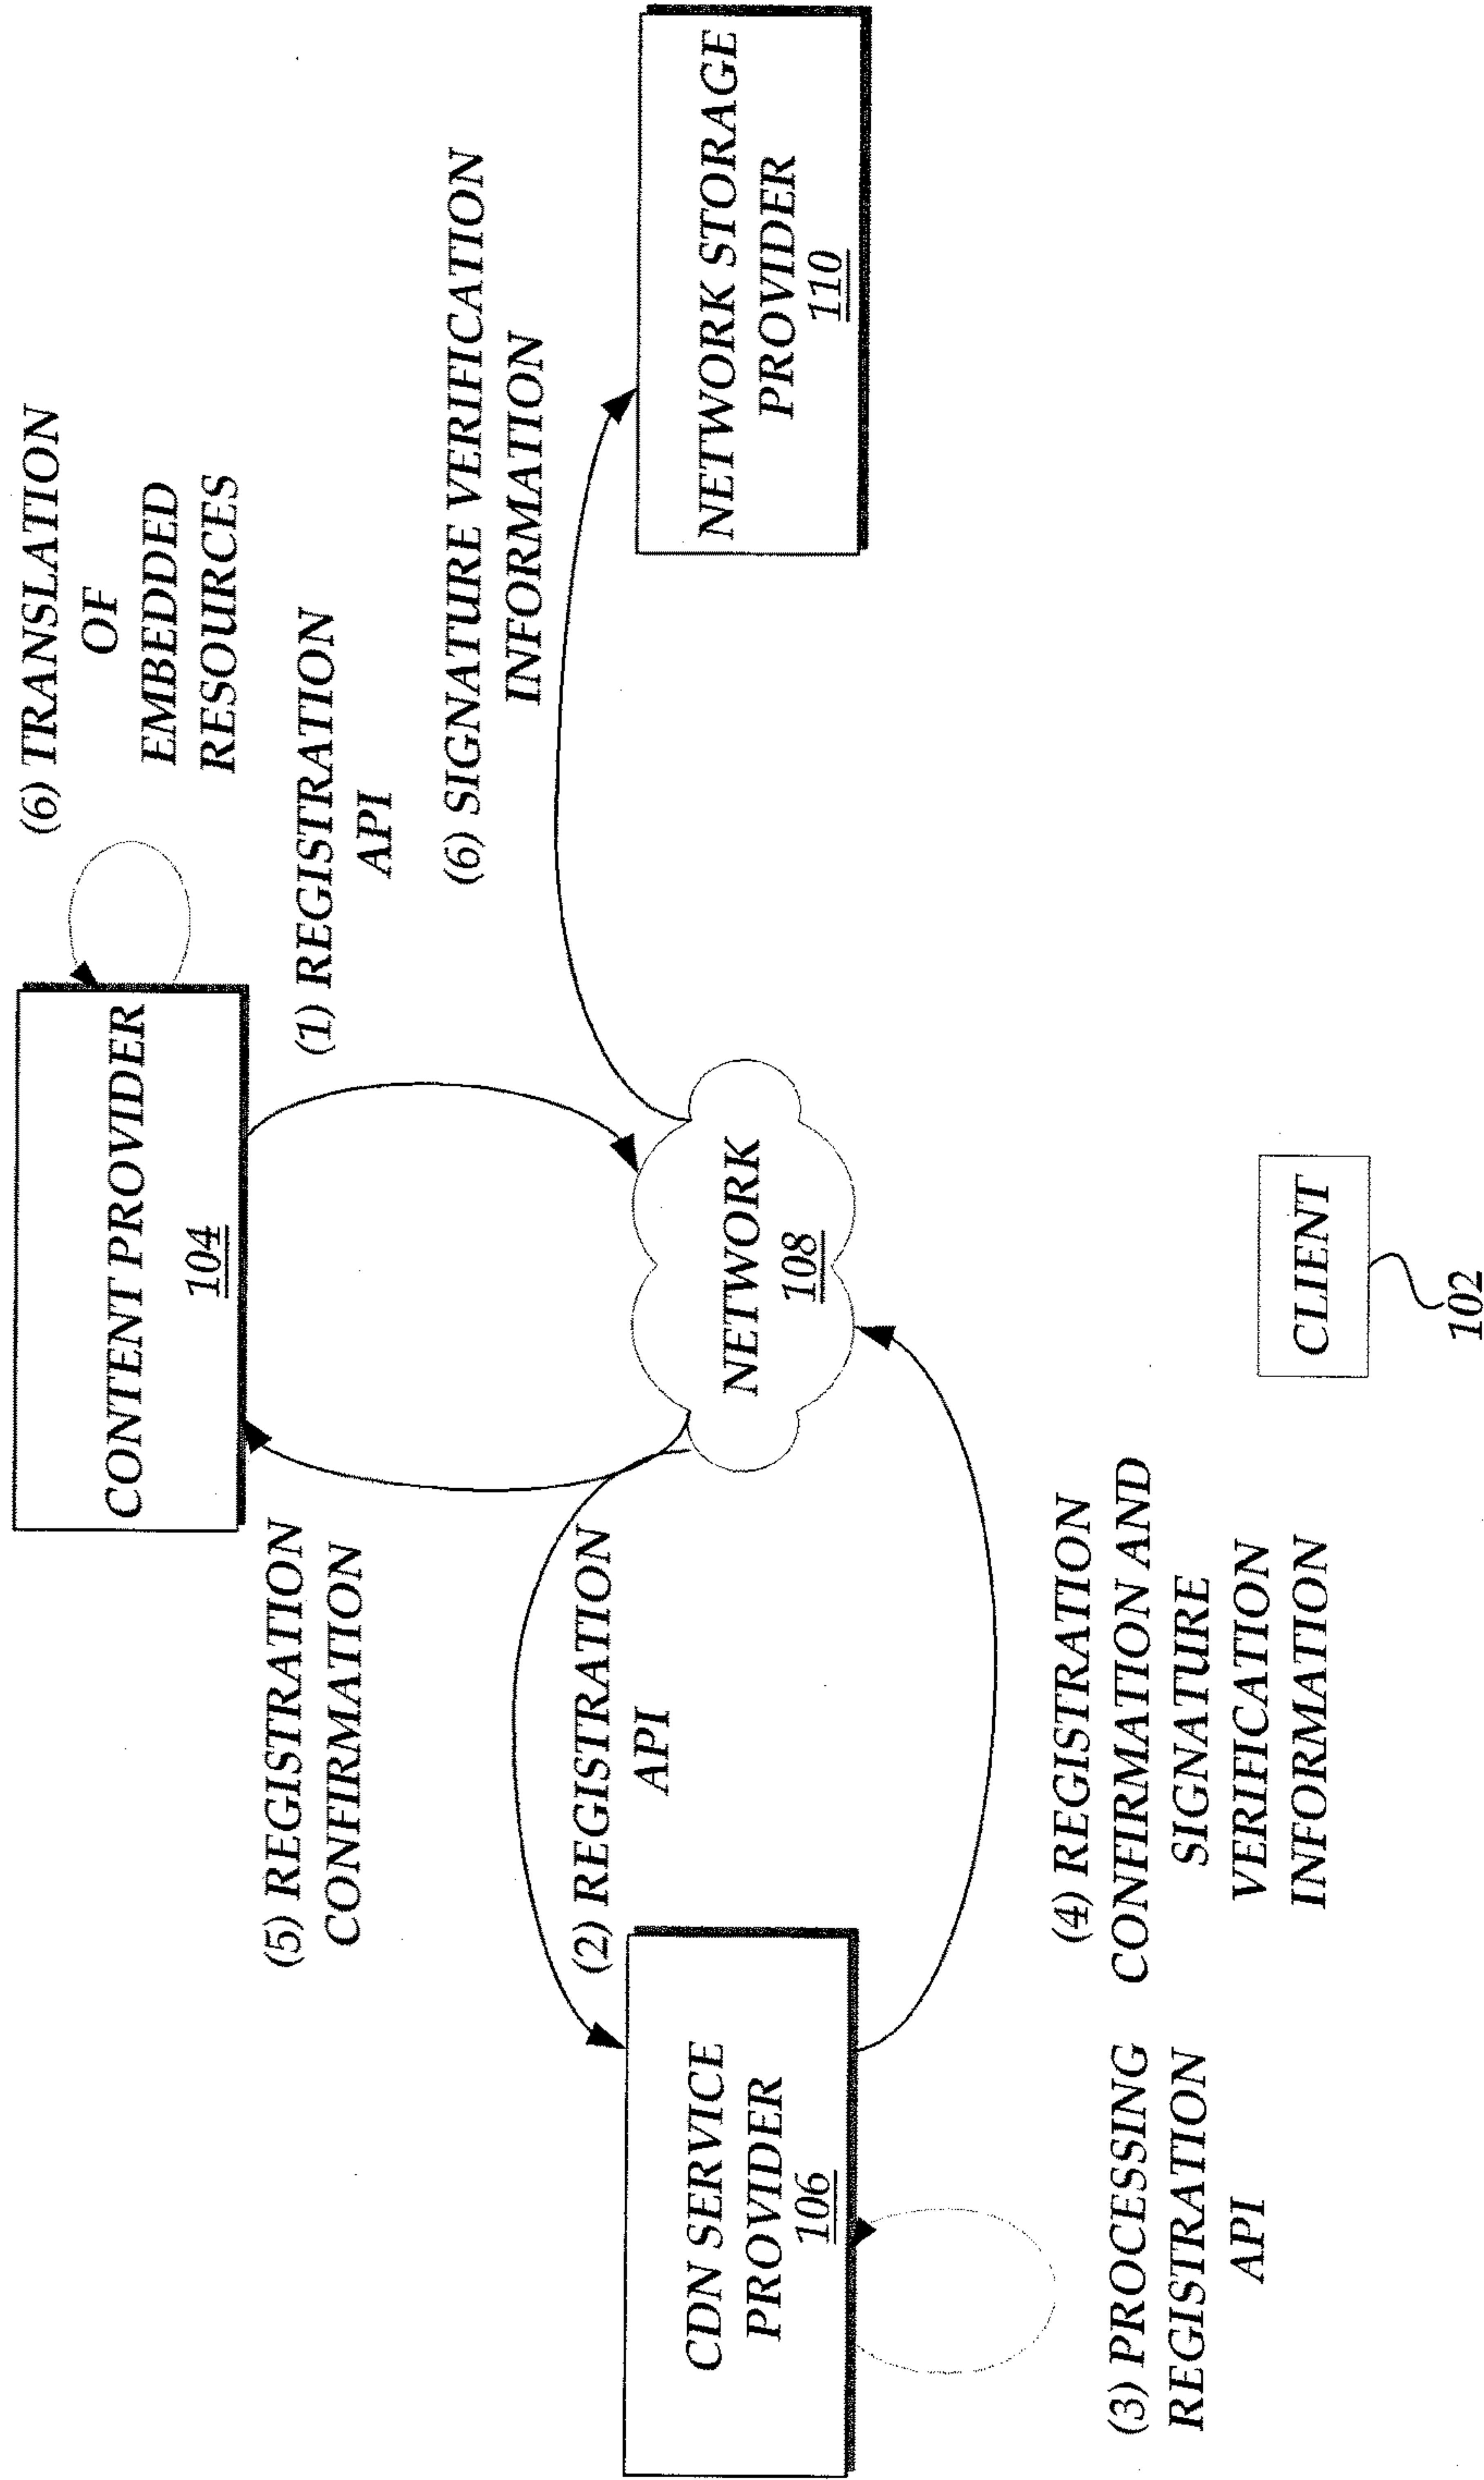 CONTENT PROVIDER
104
(6) TRANSLATION
OF
EMBEDDED
RESOURCES
(5) REGISTRATION
CONFIRMATION
(1) REGISTRATION
API
(6) SIGNATURE VERIFICATION
INFORMATION
(2) REGISTRATION
API
CDN SERVICE
PROVIDER
106
NETWORK
108
NETWORK STORAGE
PROVIDER
110
(3) PROCESSING
REGISTRATION
API
(4) REGISTRATION
CONFIRMATION AND
SIGNATURE
VERIFICATION
INFORMATION
CLIENT
102